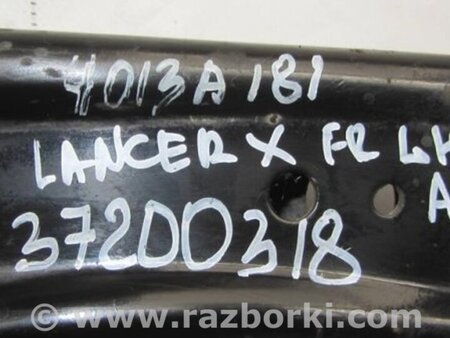 4013A181
LANCER X FR LH
A
37200318
© www.razborki.com